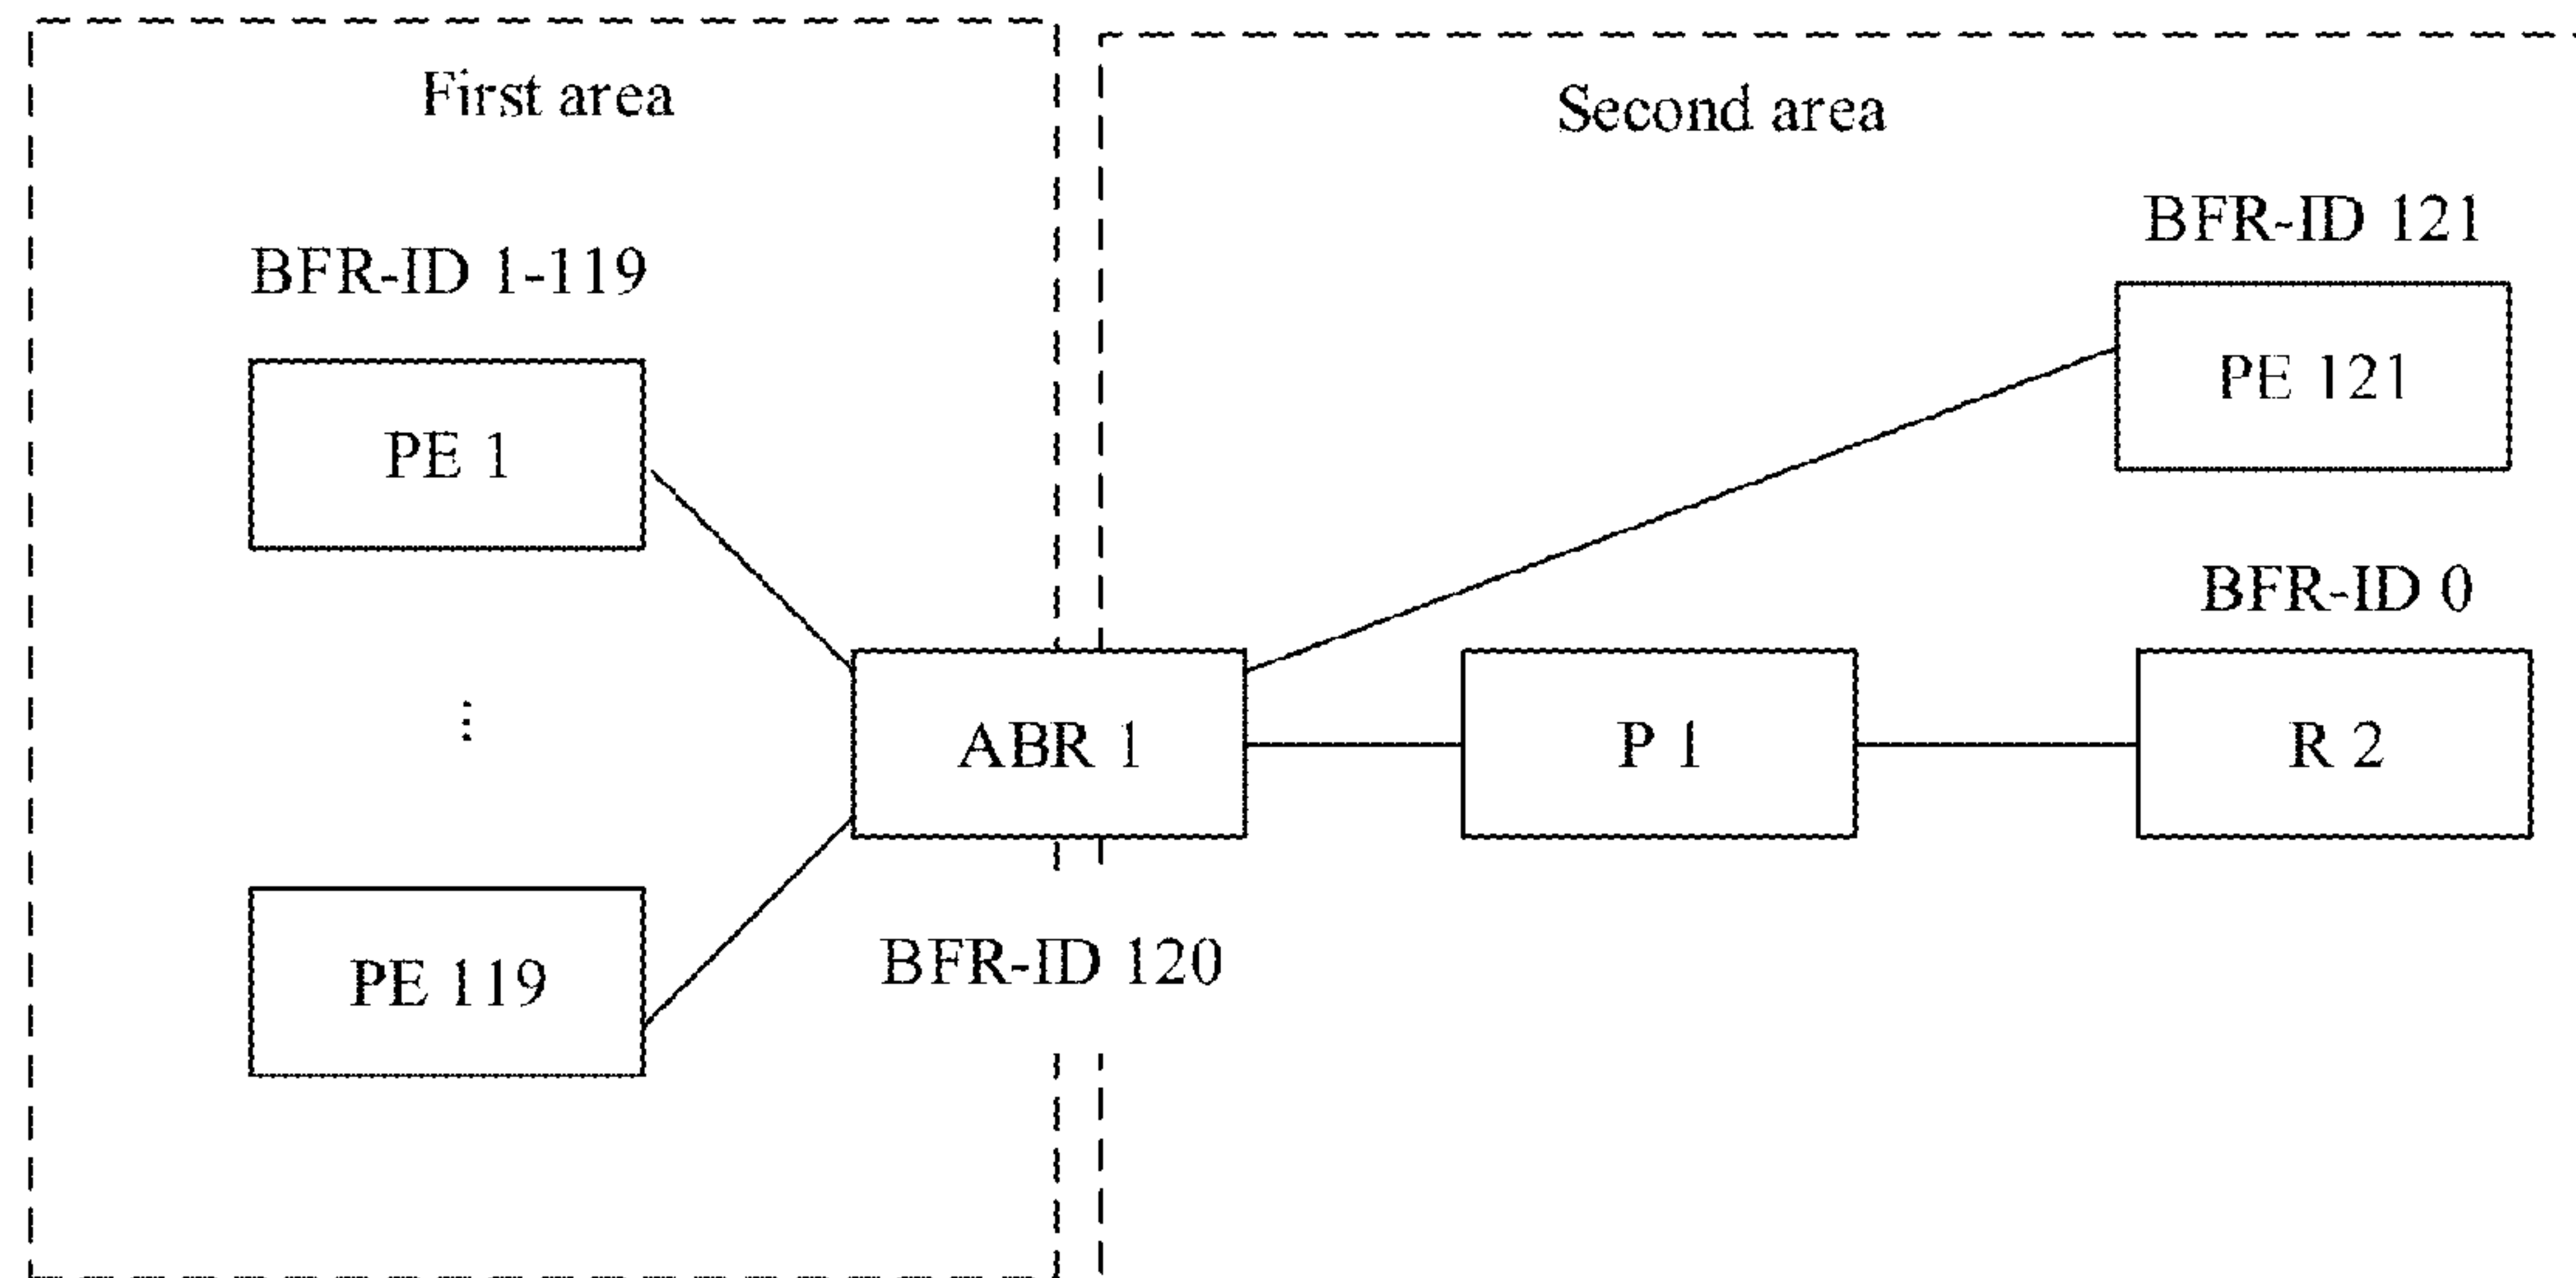 First area
Second area
BFR-ID 121
BFR-ID 1-119
PE 121
PE 1
BFR-ID 0
⋮
ABR 1
P 1
R 2
BFR-ID 120
PE 119